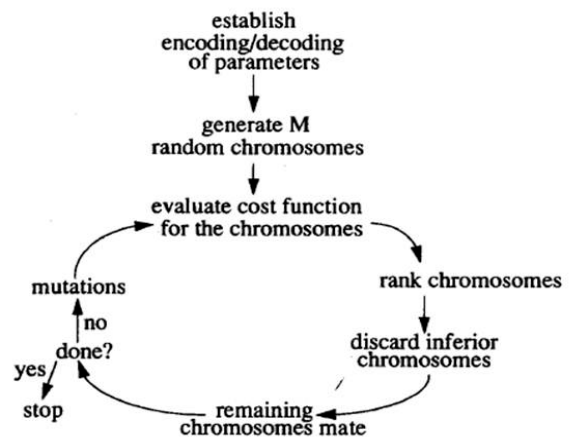 establish
encoding/decoding
of parameters
generate M
random chromosomes
evaluate cost function
for the chromosomes
rank chromosomes
discard inferior
chromosomes
remaining
chromosomes mate
done?
yes
stop
no
mutations